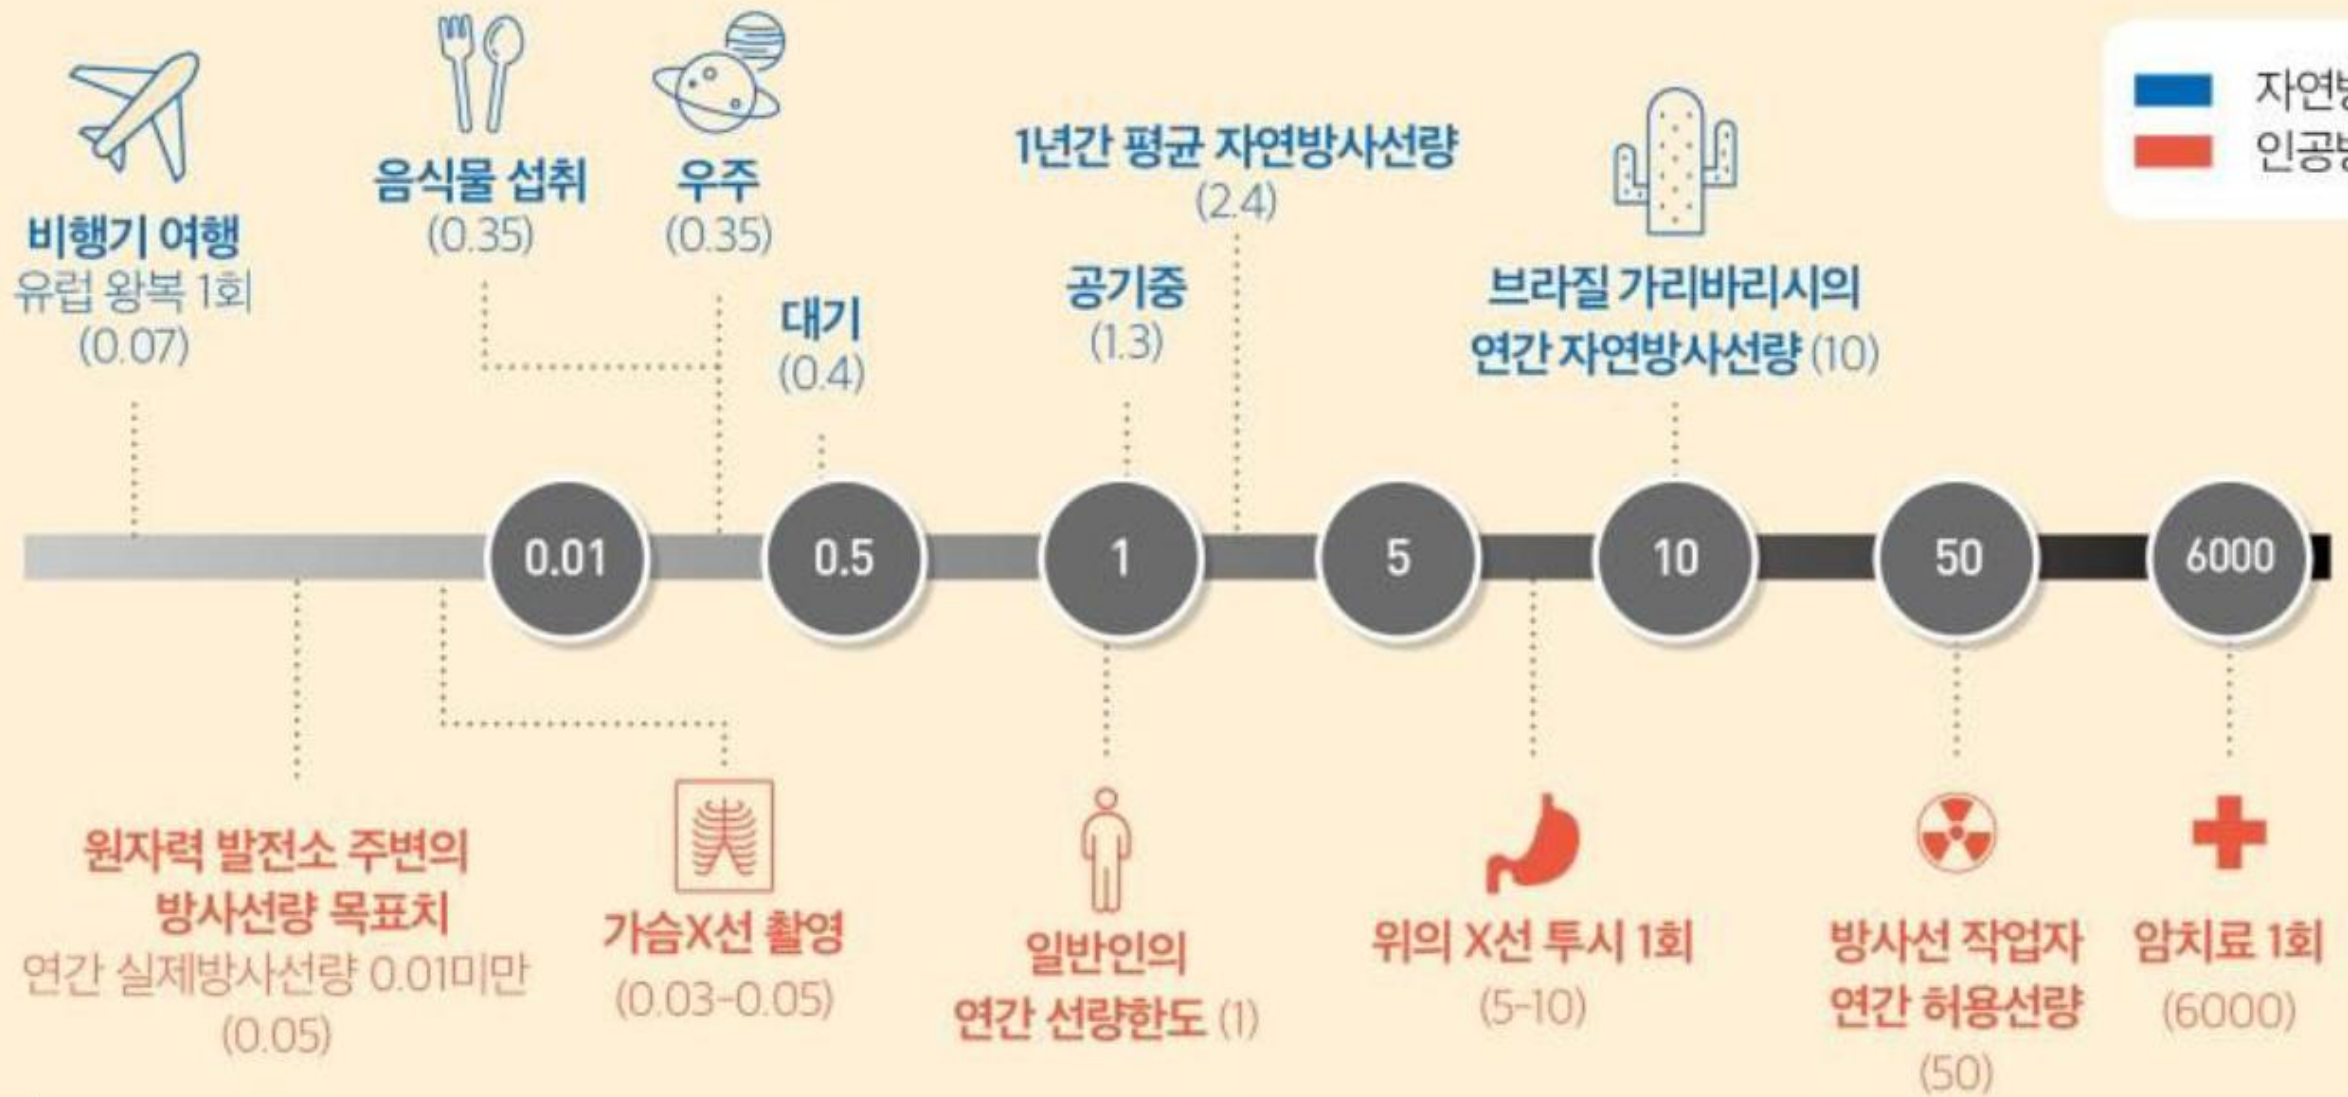 비행기 여행
유럽 왕복 1회
(0.07)
음식물 섭취
(0.35)
우주
(0.35)
대기
(0.4)
1년간 평균 자연방사선량
(2.4)
공기중
(1.3)
브라질 가리바리시의
연간 자연방사선량 (10)
자연
인공
0.01
0.5
1
5
10
50
6000
원자력 발전소 주변의
방사선량 목표치
연간 실제방사선량 0.01미만
(0.05)
가슴X선 촬영
(0.03-0.05)
일반인의
연간 선량한도 (1)
위의 X선 투시 1회
(5-10)
방사선 작업자
연간 허용선량
(50)
암치료 1회
(6000)